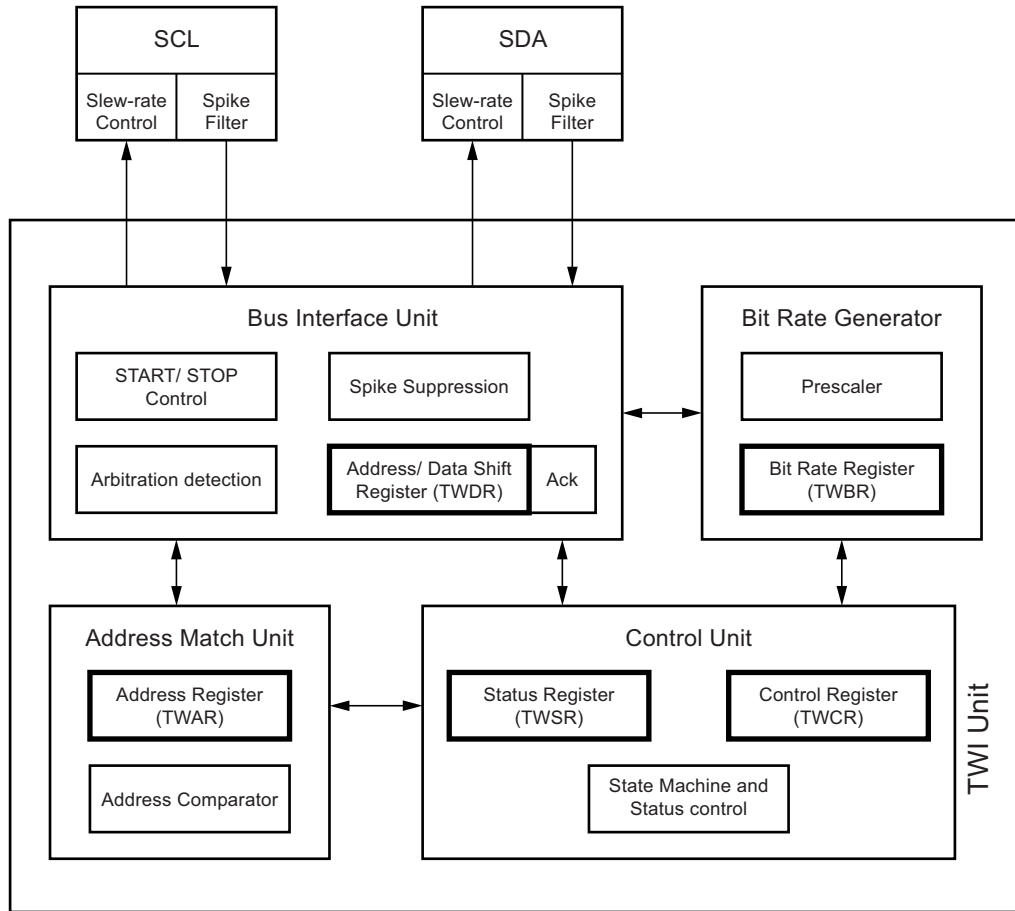 SCL
Slew-rate
Control
Spike
Filter
SDA
Slew-rate
Control
Spike
Filter
Bus Interface Unit
START/ STOP
Control
Spike Suppression
Arbitration detection
Address/ Data Shift
Register (TWDR)
Ack
Bit Rate Generator
Prescaler
Bit Rate Register
(TWBR)
Address Match Unit
Address Register
(TWAR)
Address Comparator
Control Unit
Status Register
(TWSR)
Control Register
(TWCR)
State Machine and
Status control
TWI Unit